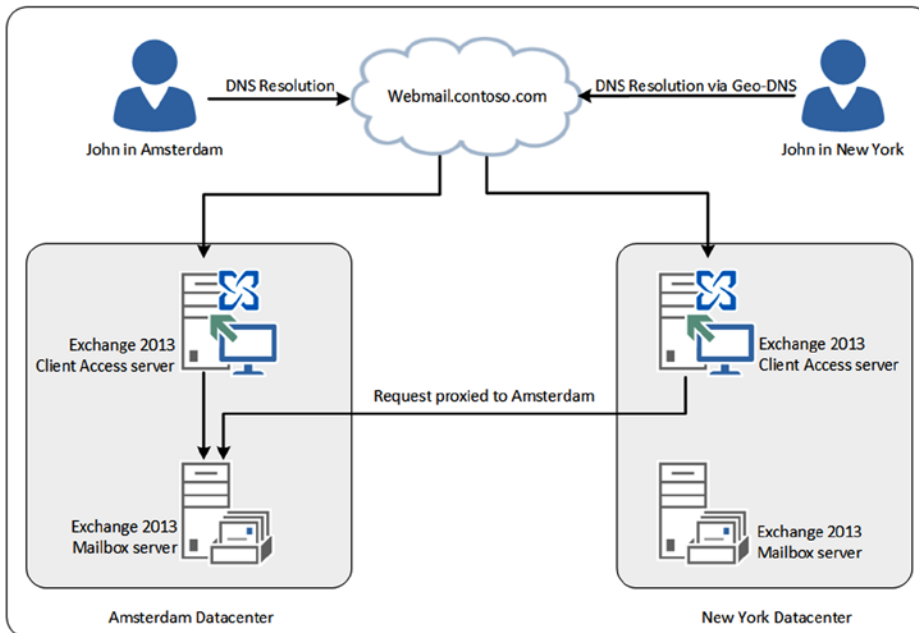 DNS Resolution
Webmail.contoso.com
DNS Resolution via Geo-DNS
John in Amsterdam
John in New York
Exchange 2013
Client Access server
Exchange 2013
Client Access server
Request proxied to Amsterdam
Exchange 2013
Mailbox server
Exchange 2013
Mailbox server
Amsterdam Datacenter
New York Datacenter